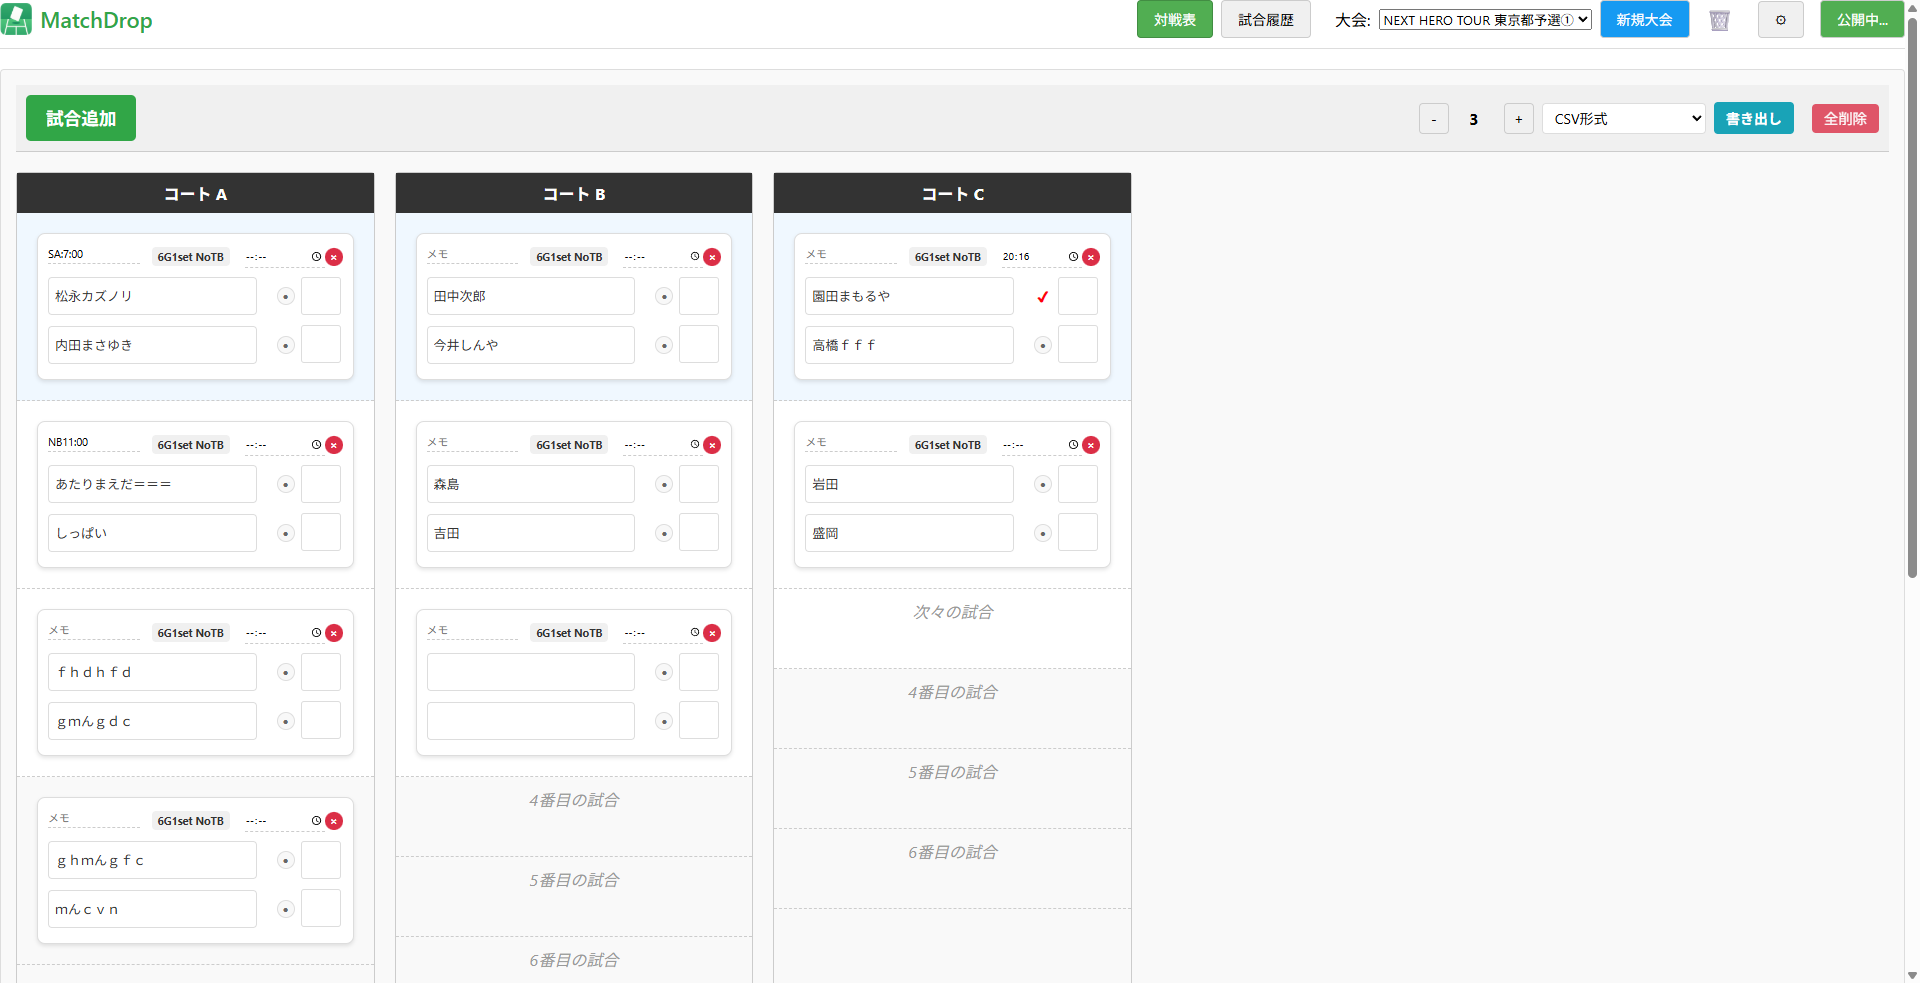 MatchDrop
対戦表
試合履歴
大会:
NEXT HERO TOUR 東京都予選①
新規大会
公開中...
試合追加
-
3
+
CSV形式
書き出し
全削除
コート A
SA:7:00
6G1set NoTB
--:--
松永カズノリ
内田まさゆき
NB11:00
6G1set NoTB
--:--
あたりまえだ＝＝＝
しっぱい
メモ
6G1set NoTB
--:--
ｆｈｄｈｆｄ
ｇｍんｇｄｃ
メモ
6G1set NoTB
--:--
ｇｈｍんｇｆｃ
ｍんｃｖｎ
コート B
メモ
6G1set NoTB
--:--
田中次郎
今井しんや
メモ
6G1set NoTB
--:--
森島
吉田
メモ
6G1set NoTB
--:--
4番目の試合
5番目の試合
6番目の試合
コート C
メモ
6G1set NoTB
20:16
園田まもるや
高橋ｆｆｆ
メモ
6G1set NoTB
--:--
岩田
盛岡
次々の試合
4番目の試合
5番目の試合
6番目の試合